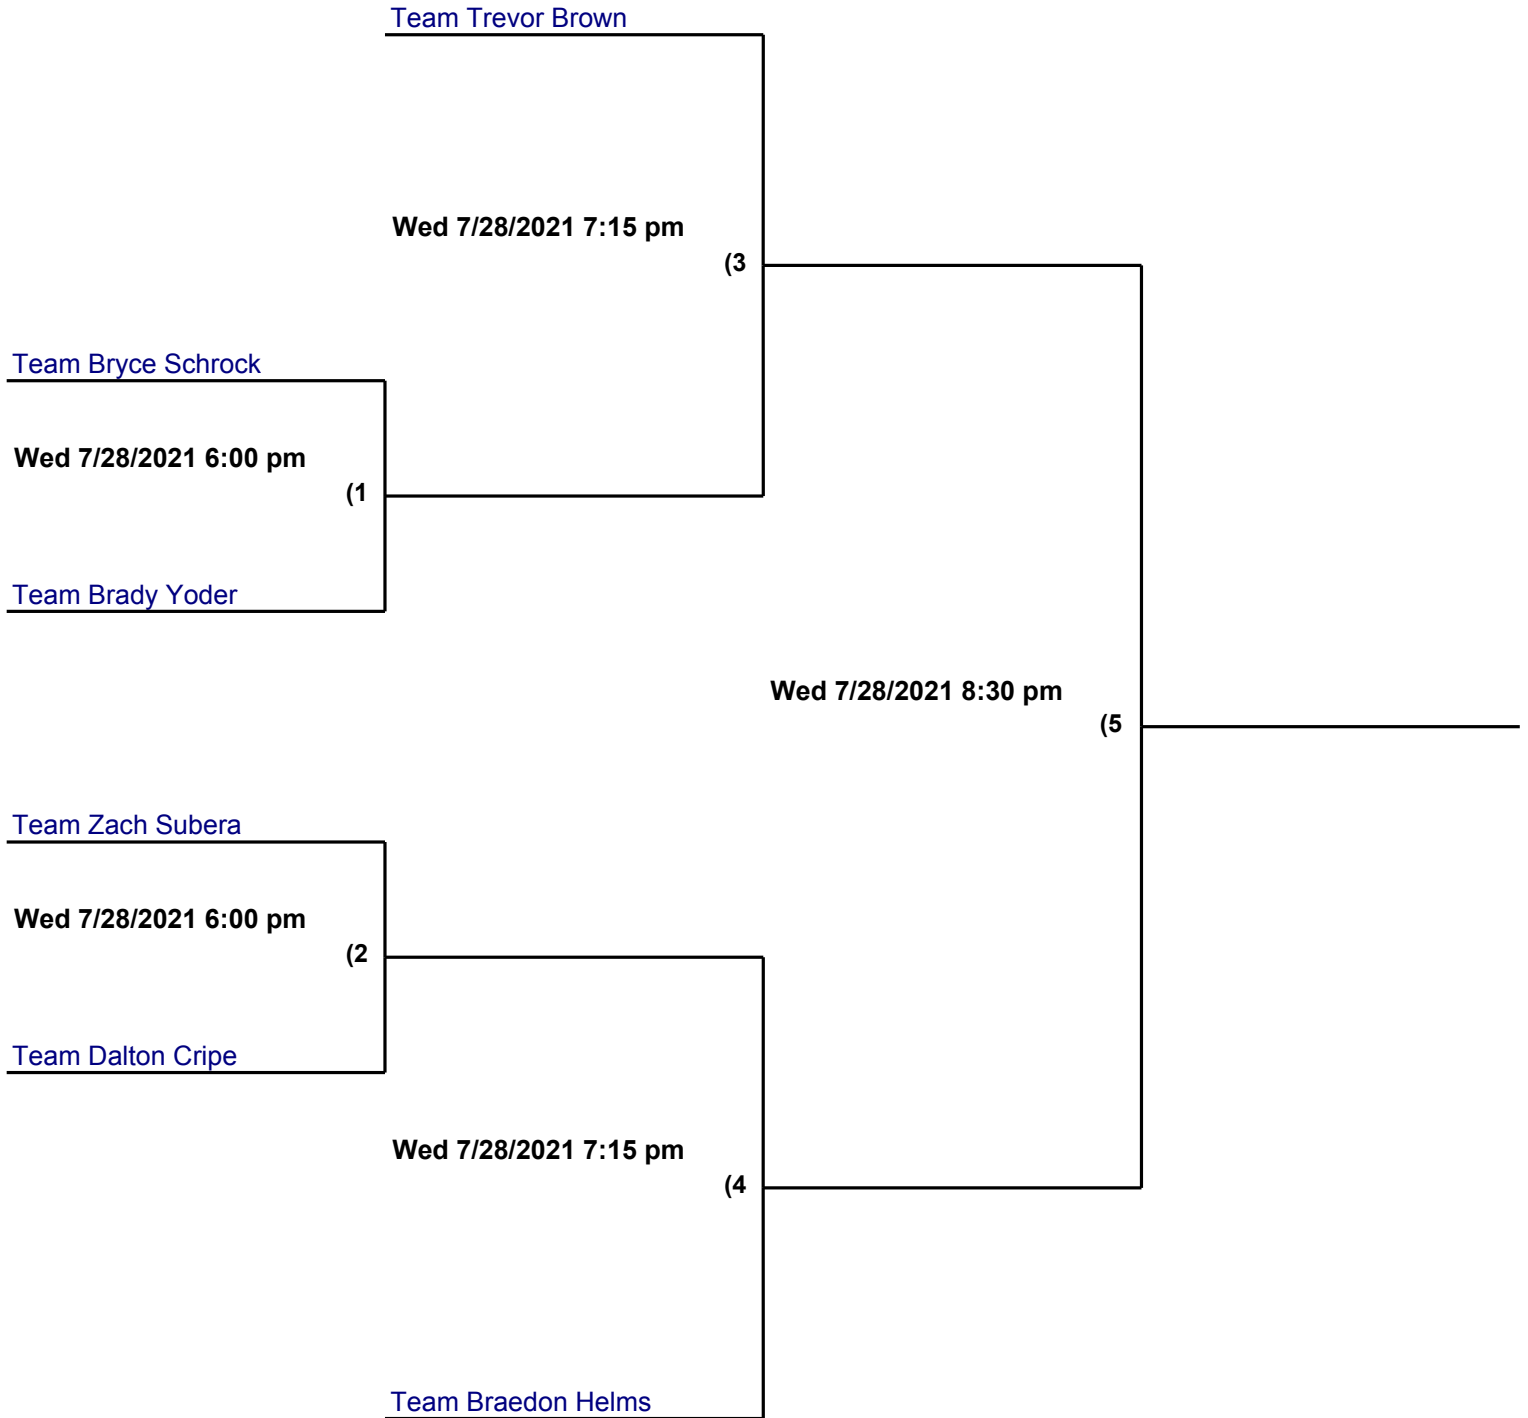 Team Trevor Brown
Wed 7/28/2021 7:15 pm
(3
Team Bryce Schrock
Wed 7/28/2021 6:00 pm
(1
Team Brady Yoder
Wed 7/28/2021 8:30 pm
(5
Team Zach Subera
Wed 7/28/2021 6:00 pm
(2
Team Dalton Cripe
Wed 7/28/2021 7:15 pm
(4
Team Braedon Helms